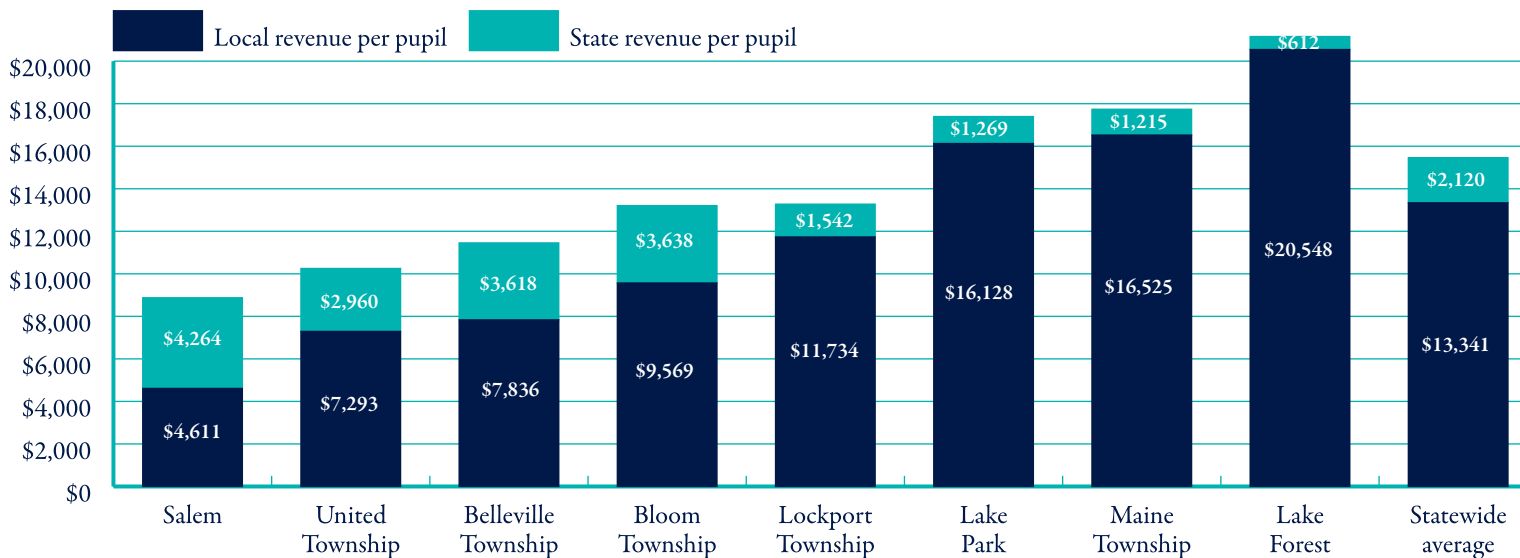 Local revenue per pupil
State revenue per pupil
$20,000
$18,000
$16,000
$14,000
$12,000
$10,000
$8,000
$6,000
$4,000
$2,000
$0
$4,264
$4,611
$2,960
$7,293
$3,618
$7,836
$3,638
$9,569
$1,542
$11,734
$1,269
$16,128
$1,215
$16,525
$612
$20,548
$2,120
$13,341
Salem
United
Township
Belleville
Township
Bloom
Township
Lockport
Township
Lake
Park
Maine
Township
Lake
Forest
Statewide
average